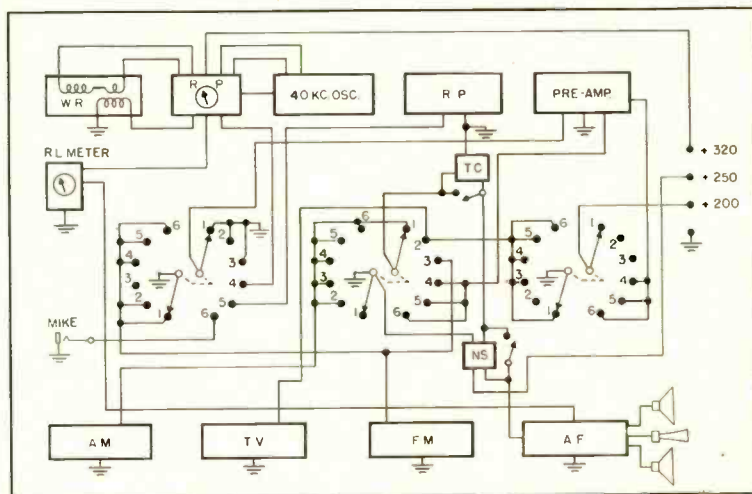 R P
40 KC. OSC.
R P
PRE-AMP.
W R
+ 320
RL METER
TC
+ 250
+ 200
6 1
5 2
4 3
3 4
2 1 6 5
6 1
5 2
4 3
3 4
2 1 6 5
6 1
5 2
4 3
3 4
2 1 6 5
MIKE
NS
AM
TV
FM
AF